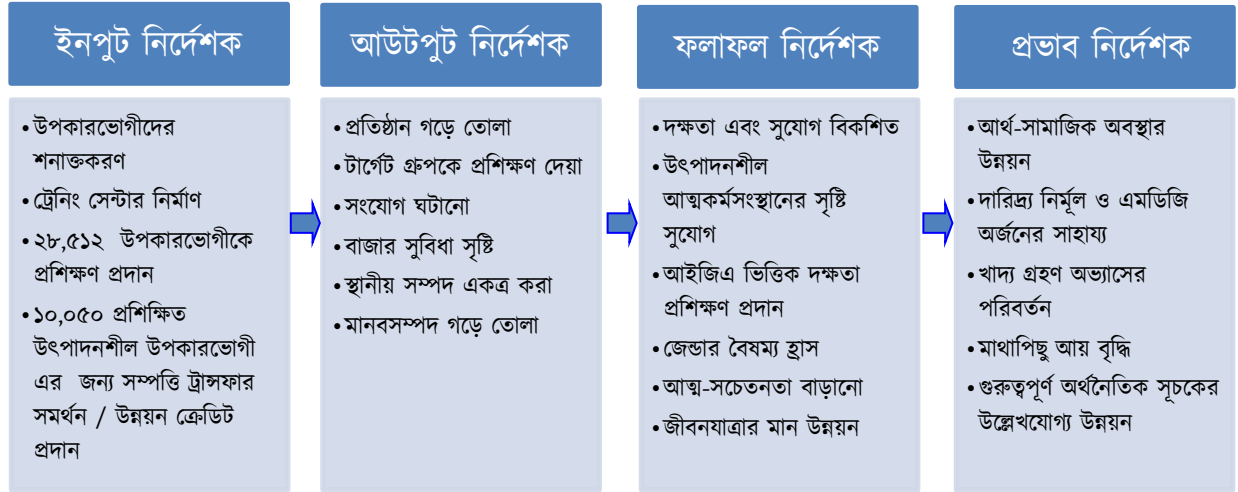 ইনপুট নির্দেশক
• উপকারভোগীদের
শনাক্তকরণ
• ট্রেনিং সেন্টার নির্মাণ
• ২৮,৫১২ উপকারভোগীকে
প্রশিক্ষণ প্রদান
• ১০,০৫০ প্রশিক্ষিত
উৎপাদনশীল উপকারভোগী
এর জন্য সম্পত্তি ট্রান্সফার
সমর্থন / উন্নয়ন ক্রেডিট
প্রদান
আউটপুট নির্দেশক
• প্রতিষ্ঠান গড়ে তোলা
• টার্গেট গ্রুপকে প্রশিক্ষণ দেয়া
• সংযোগ ঘটানো
• বাজার সুবিধা সৃষ্টি
• স্থানীয় সম্পদ একত্র করা
• মানবসম্পদ গড়ে তোলা
ফলাফল নির্দেশক
• দক্ষতা এবং সুযোগ বিকশিত
• উৎপাদনশীল
আত্মকর্মসংস্থানের সৃষ্টি
সুযোগ
• আইজিএ ভিত্তিক দক্ষতা
প্রশিক্ষণ প্রদান
• জেন্ডার বৈষম্য হ্রাস
• আত্ম-সচেতনতা বাড়ানো
• জীবনযাত্রার মান উন্নয়ন
প্রভাব নির্দেশক
• আর্থ-সামাজিক অবস্থার
উন্নয়ন
• দারিদ্র্য নির্মূল ও এমডিজি
অর্জনের সাহায্য
• খাদ্য গ্রহণ অভ্যাসের
পরিবর্তন
• মাথাপিছু আয় বৃদ্ধি
• গুরুত্বপূর্ণ অর্থনৈতিক সূচকের
উল্লেখযোগ্য উন্নয়ন